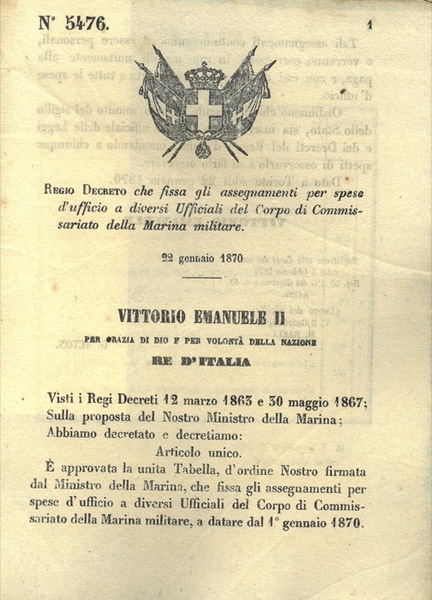 N° 5476.
1
REGIO DECRETO che fissa gli assegnamenti per spese
d'ufficio a diversi Ufficiali del Corpo di Commis-
sariato della Marina militare.
22 gennaio 1870
VITTORIO EMANUELE II
PER GRAZIA DI DIO E PER VOLONTÀ DELLA NAZIONE
RE D'ITALIA
Visti i Regi Decreti 12 marzo 1863 e 30 maggio 1867;
Sulla proposta del Nostro Ministro della Marina;
Abbiamo decretato e decretiamo:
Articolo unico.
È approvata la unita Tabella, d'ordine Nostro firmata
dal Ministro della Marina, che fissa gli assegnamenti per
spese d'ufficio a diversi Ufficiali del Corpo di Commis-
sariato della Marina militare, a datare dal 1° gennaio 1870.